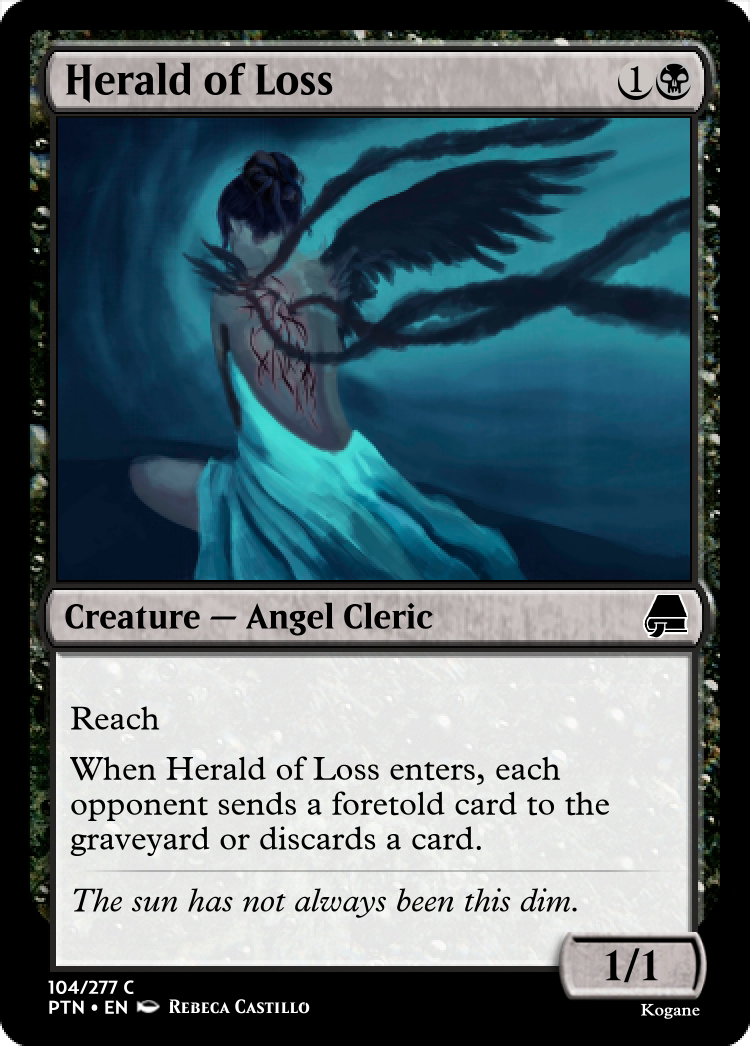 Herald of Loss 1
Creature — Angel Cleric
Reach
When Herald of Loss enters, each
opponent sends a foretold card to the
graveyard or discards a card.
The sun has not always been this dim.
1/1
104/277 C
PTN • EN Rebeca Castillo
Kogane